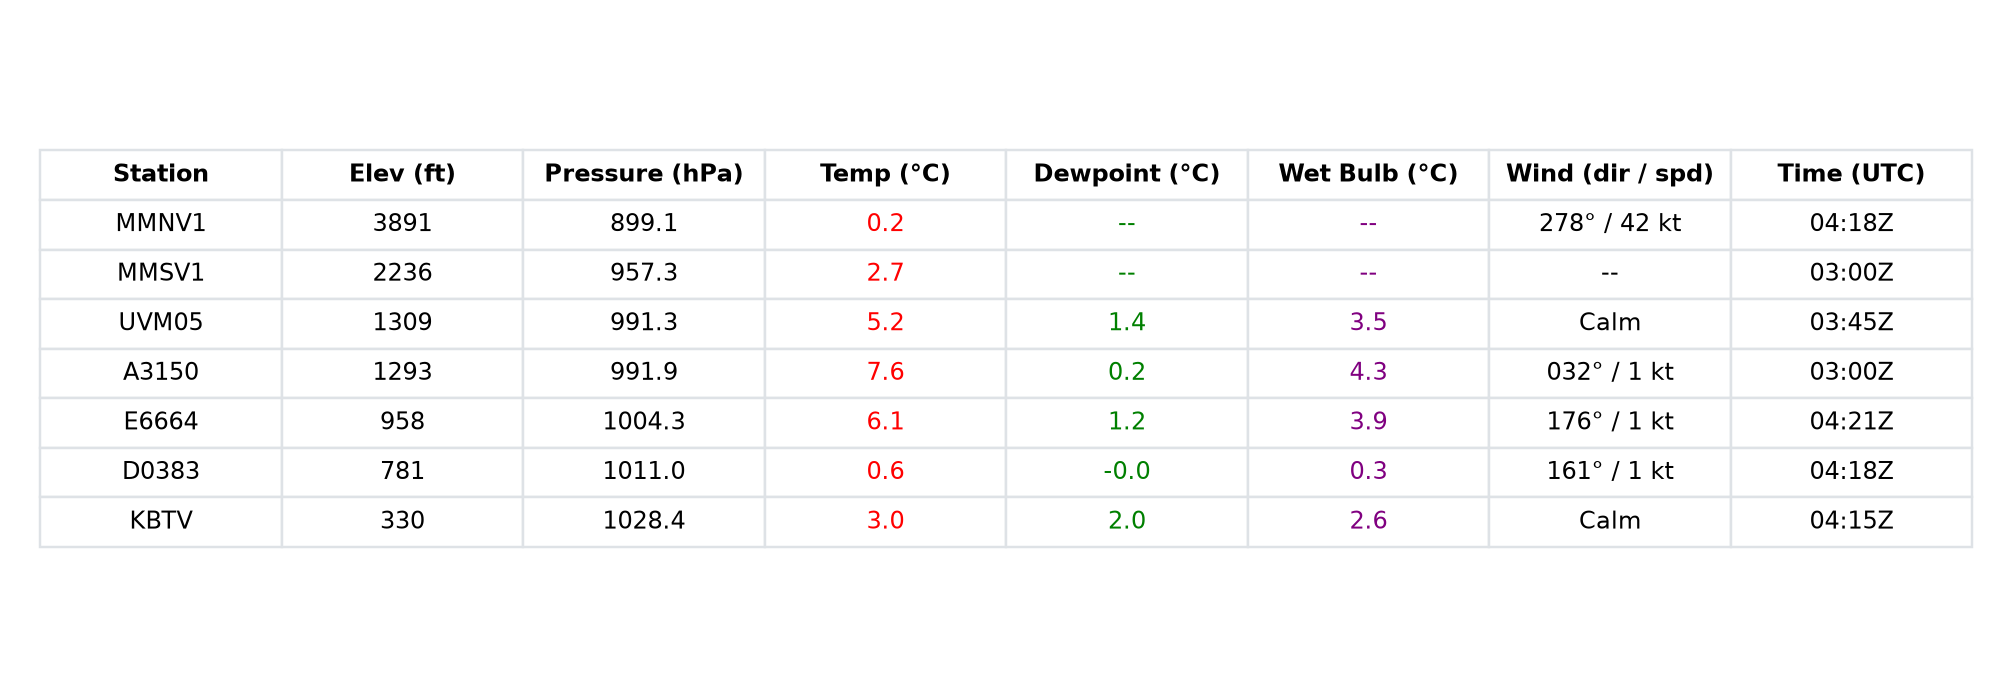 Station Elev (ft) Pressure (hPa) Temp (°C) Dewpoint (°C) Wet Bulb (°C) Wind (dir / spd) Time (UTC)
MMNV1 3891 899.1 0.2 -- -- 278° / 42 kt 04:18Z
MMSV1 2236 957.3 2.7 -- -- -- 03:00Z
UVM05 1309 991.3 5.2 1.4 3.5 Calm 03:45Z
A3150 1293 991.9 7.6 0.2 4.3 032° / 1 kt 03:00Z
E6664 958 1004.3 6.1 1.2 3.9 176° / 1 kt 04:21Z
D0383 781 1011.0 0.6 -0.0 0.3 161° / 1 kt 04:18Z
KBTV 330 1028.4 3.0 2.0 2.6 Calm 04:15Z